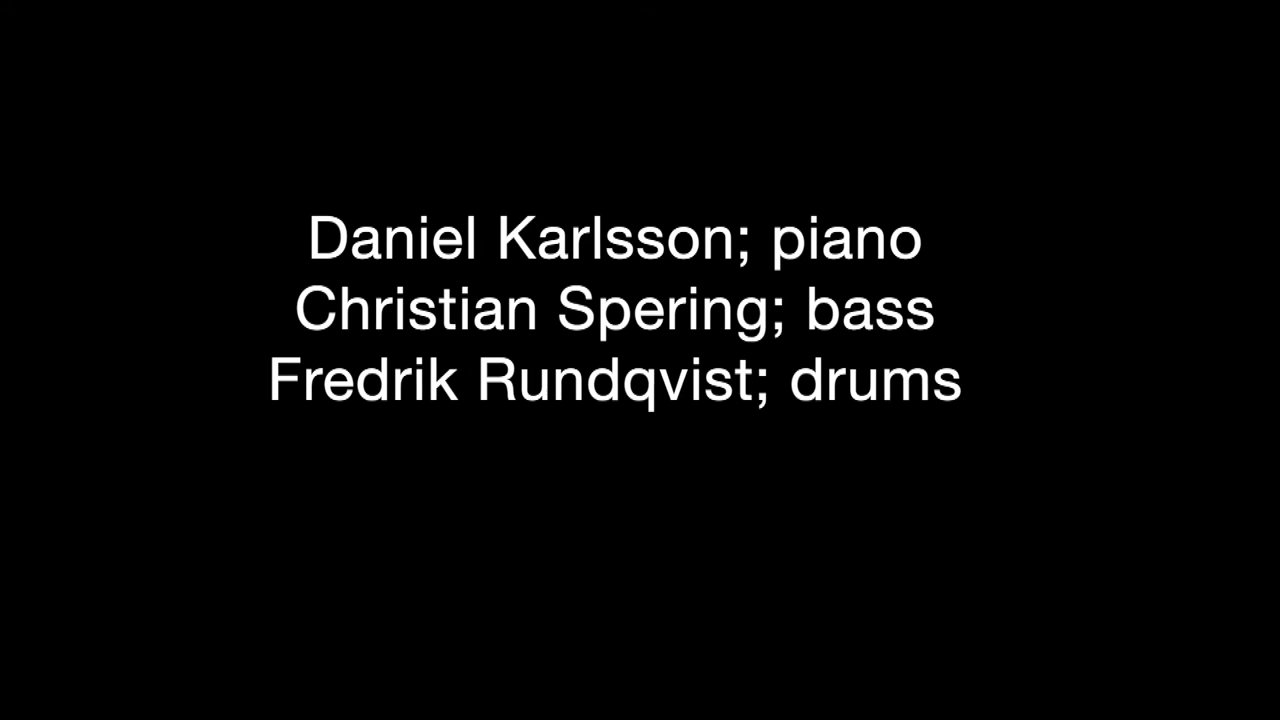 Daniel Karlsson; piano
Christian Spering; bass
Fredrik Rundqvist; drums